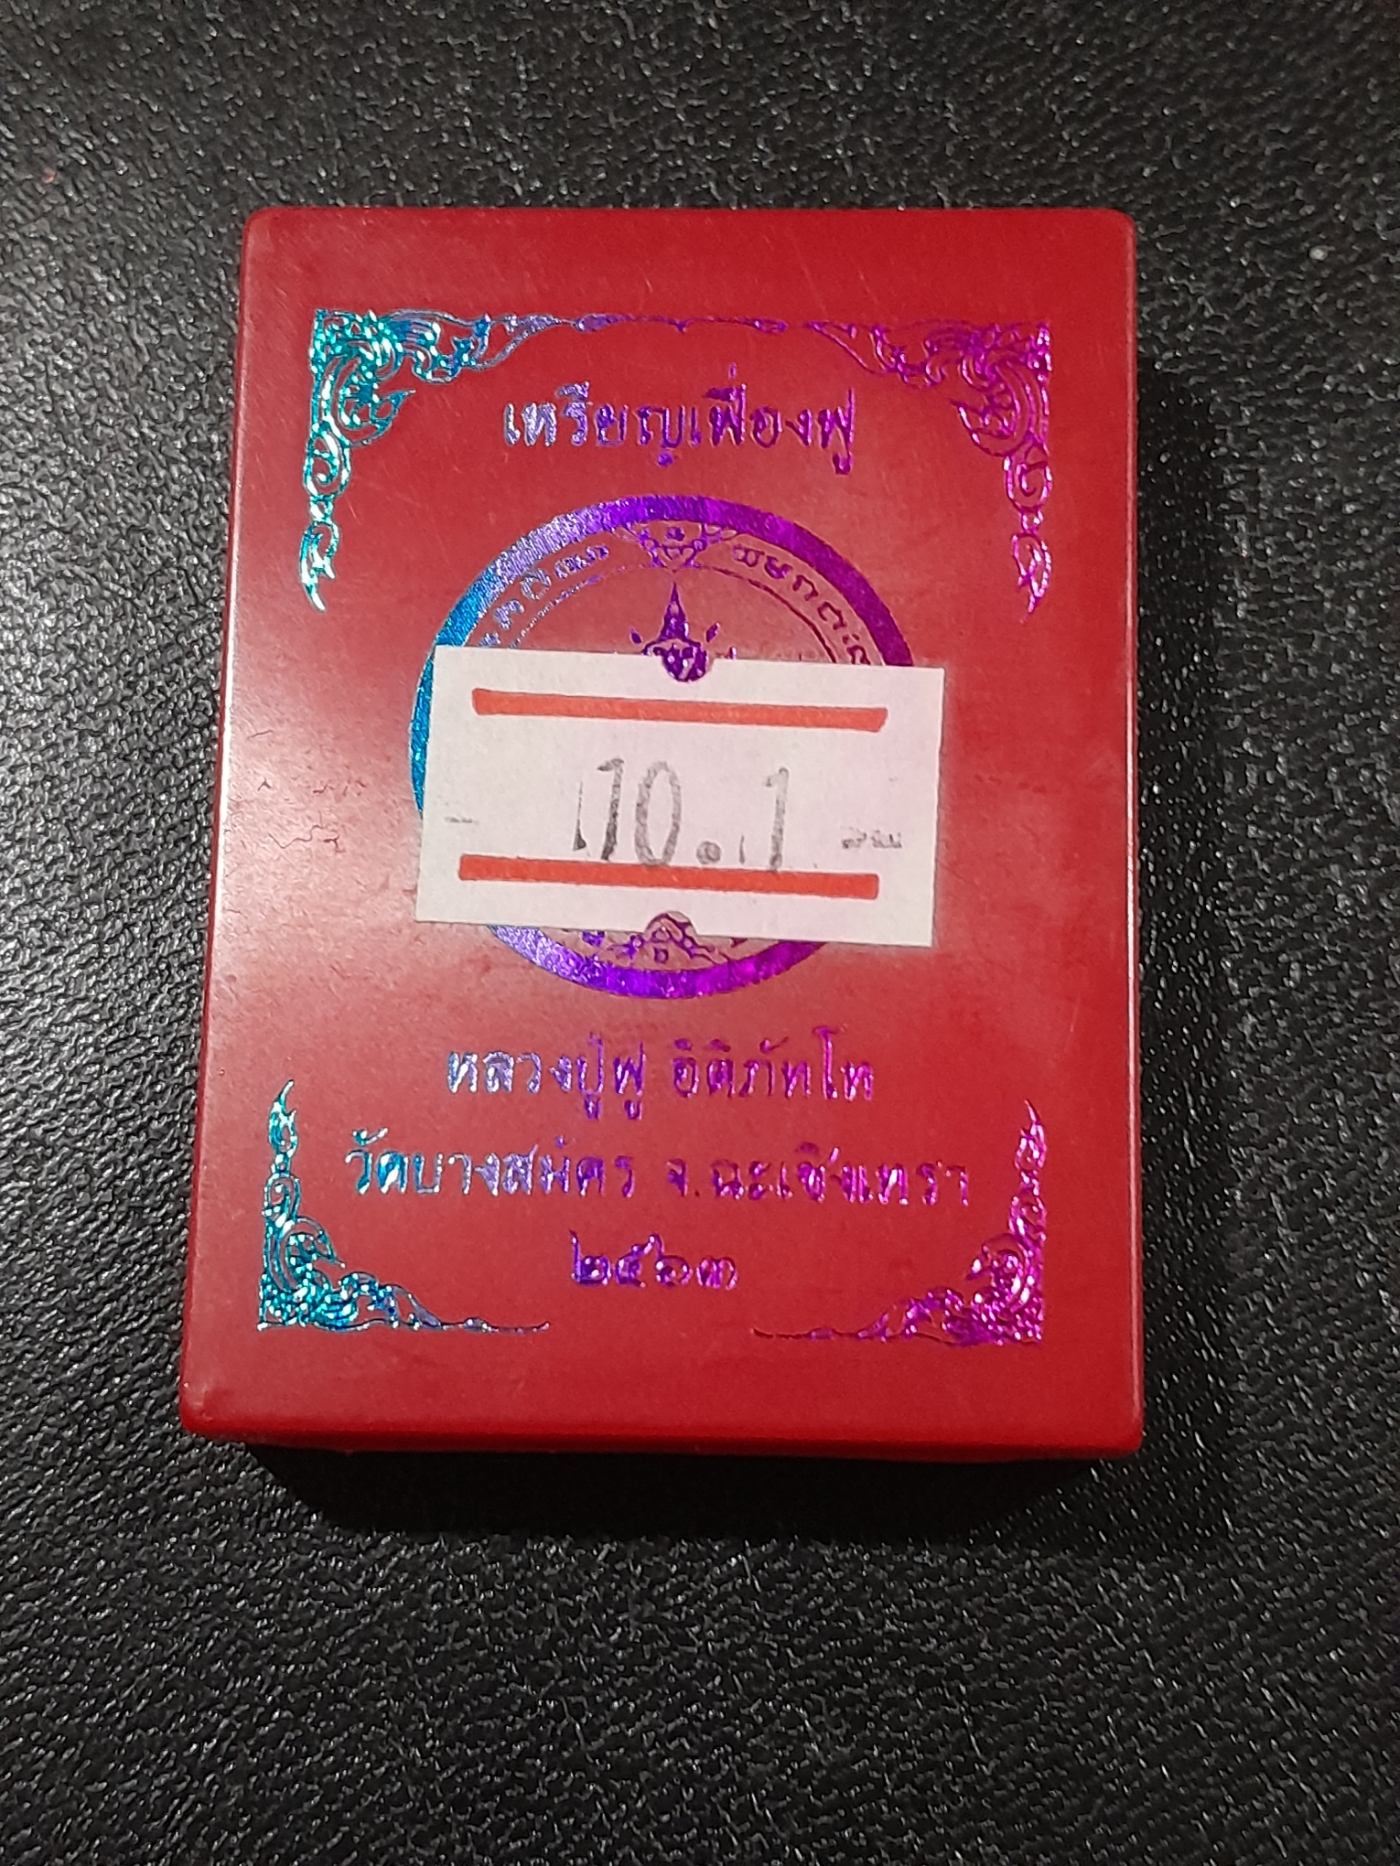 เหรียญเฟื่องฟู
10.1
หลวงปู่ฟู อติภัทโท
วัดบางสมัคร จ.ฉะเชิงเทรา
๒๕๖๓